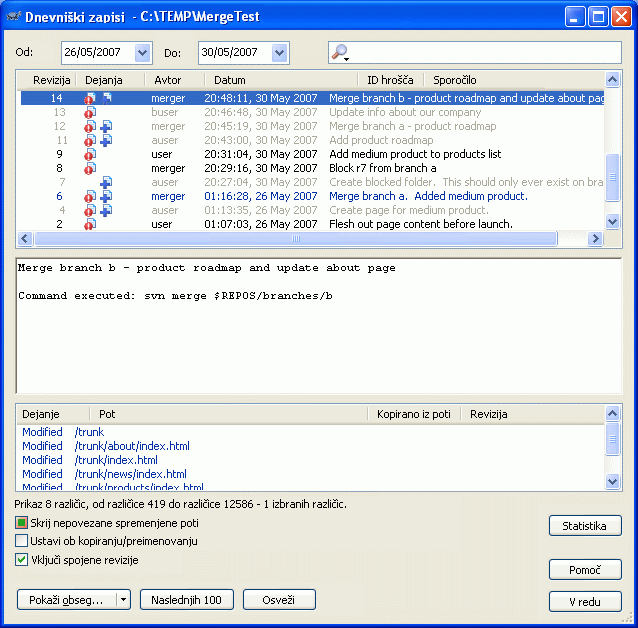 Dnevniški zapisi - C:\TEMP\MergeTest
Od: 26/05/2007 Do: 30/05/2007
Revizija Dejanja Avtor Datum ID hrošča Sporočilo
14 merger 20:48:11, 30 May 2007 Merge branch b - product roadmap and update about pag
13 buser 20:46:48, 30 May 2007 Update info about our company
12 merger 20:45:19, 30 May 2007 Merge branch a - product roadmap
11 auser 20:43:00, 30 May 2007 Add product roadmap
9 user 20:31:04, 30 May 2007 Add medium product to products list
8 merger 20:29:16, 30 May 2007 Block r7 from branch a
7 auser 20:27:04, 30 May 2007 Create blocked folder. This should only ever exist on bra
6 merger 01:16:28, 26 May 2007 Merge branch a. Added medium product.
4 auser 01:13:35, 26 May 2007 Create page for medium product.
2 user 01:07:03, 26 May 2007 Flesh out page content before launch.
Merge branch b - product roadmap and update about page
Command executed: svn merge $REPOS/branches/b
Dejanje Pot Kopirano iz poti Revizija
Modified /trunk
Modified /trunk/about/index.html
Modified /trunk/index.html
Modified /trunk/news/index.html
Modified /trunk/products/index.html
Prikaz 8 različic, od različice 419 do različice 12586 - 1 izbranih različic.
Skrij nepovezane spremenjene poti
Ustavi ob kopiranju/preimenovanju
Vključi spojene revizije
Statistika
Pomoč
Pokaži obseg... Naslednjih 100 Osveži V redu